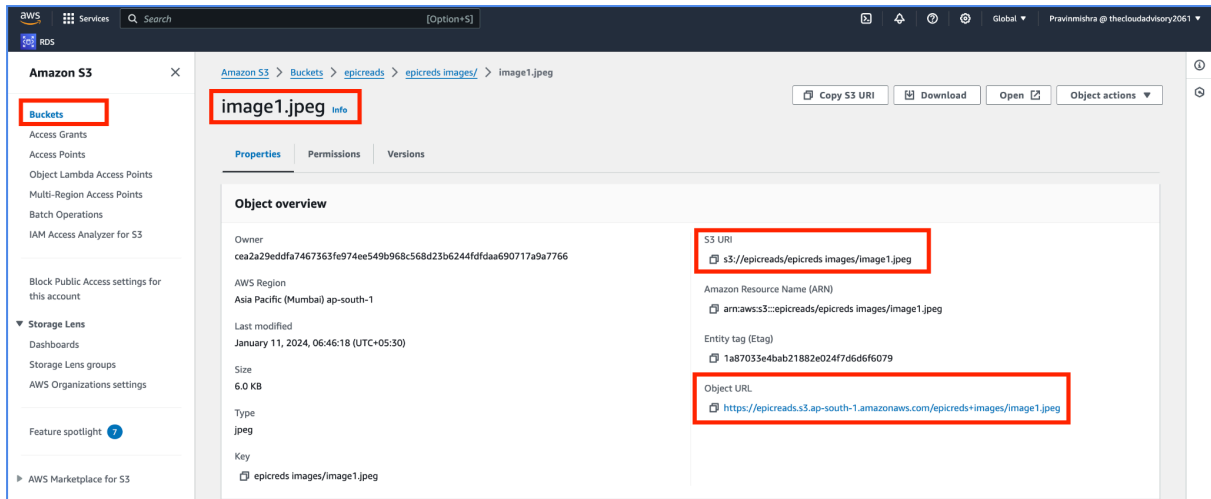 aws Services Search [Option+S] Global Pravinmishra @ thecloudadvisory2061
RDS
Amazon S3
Buckets
Access Grants
Access Points
Object Lambda Access Points
Multi-Region Access Points
Batch Operations
IAM Access Analyzer for S3
Block Public Access settings for
this account
Storage Lens
Dashboards
Storage Lens groups
AWS Organizations settings
Feature spotlight 7
AWS Marketplace for S3
Amazon S3 > Buckets > epicreads > epicreds images/ > image1.jpeg
image1.jpeg Info
Copy S3 URI Download Open Object actions
Properties Permissions Versions
Object overview
Owner
cea2a29eddfa7467363fe974ee549b968c568d23b6244fdfdaa690717a9a7766
AWS Region
Asia Pacific (Mumbai) ap-south-1
Last modified
January 11, 2024, 06:46:18 (UTC+05:30)
Size
6.0 KB
Type
jpeg
Key
epicreds images/image1.jpeg
S3 URI
s3://epicreads/epicreds images/image1.jpeg
Amazon Resource Name (ARN)
arn:aws:s3:::epicreads/epicreds images/image1.jpeg
Entity tag (Etag)
1a87033e4bab21882e024f7d6d6f6079
Object URL
https://epicreads.s3.ap-south-1.amazonaws.com/epicreds+images/image1.jpeg